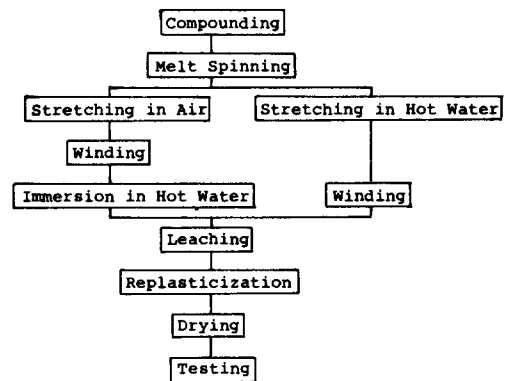 Compounding
Melt Spinning
Stretching in Air
Stretching in Hot Water
Winding
Immersion in Hot Water
Winding
Leaching
Replasticization
Drying
Testing